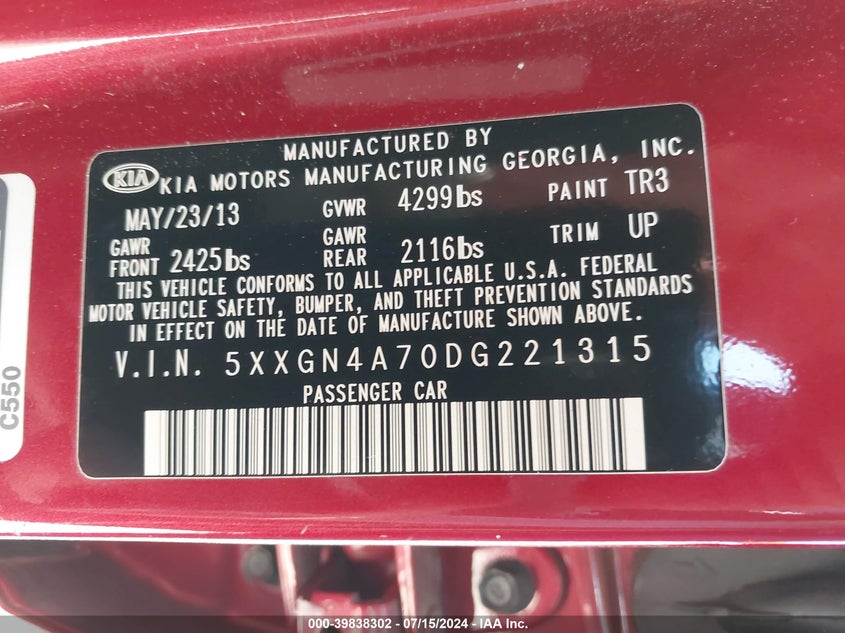 MANUFACTURED BY
KIA KIA MOTORS MANUFACTURING GEORGIA, INC.
MAY/23/13 GVWR 4299lbs PAINT TR3
GAWR FRONT 2425lbs GAWR REAR 2116lbs TRIM UP
THIS VEHICLE CONFORMS TO ALL APPLICABLE U.S.A. FEDERAL
MOTOR VEHICLE SAFETY, BUMPER, AND THEFT PREVENTION STANDARDS
IN EFFECT ON THE DATE OF MANUFACTURE SHOWN ABOVE.
V.I.N. 5XXGN4A70DG221315
PASSENGER CAR
C550
000-39838302 - 07/15/2024 - IAA Inc.